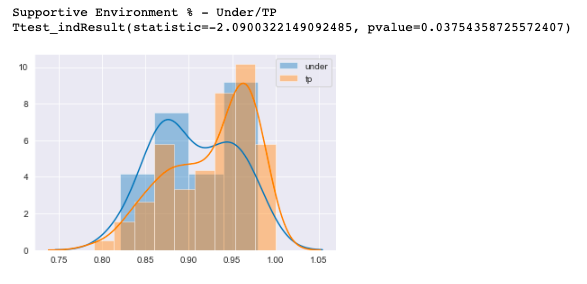 Supportive Environment % - Under/TP
Ttest_indResult(statistic=-2.0900322149092485, pvalue=0.03754358725572407)
10
8
6
4
2
0
under
tp
0.75 0.80 0.85 0.90 0.95 1.00 1.05